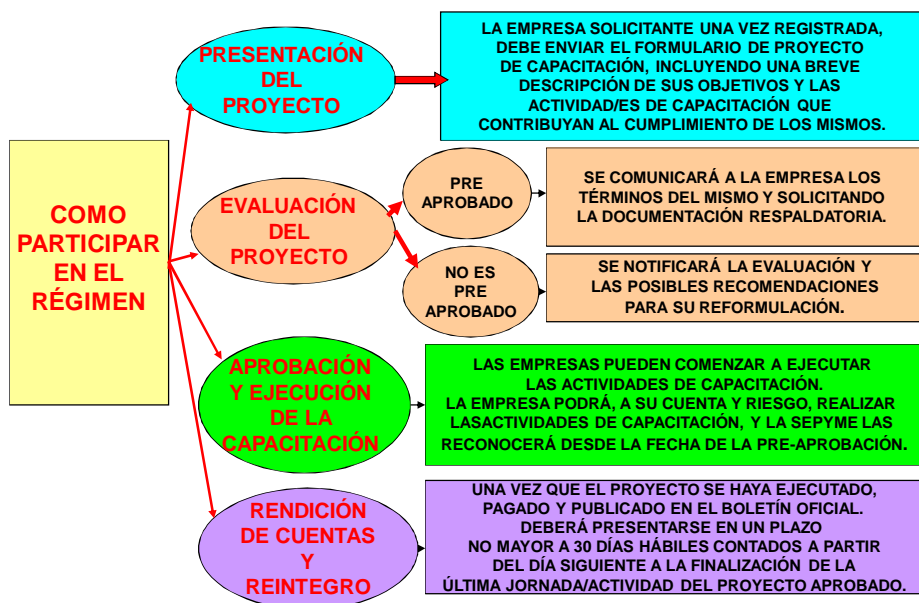 COMO
PARTICIPAR
EN EL
RÉGIMEN
PRESENTACIÓN
DEL
PROYECTO
LA EMPRESA SOLICITANTE UNA VEZ REGISTRADA,
DEBE ENVIAR EL FORMULARIO DE PROYECTO
DE CAPACITACIÓN, INCLUYENDO UNA BREVE
DESCRIPCIÓN DE SUS OBJETIVOS Y LAS
ACTIVIDAD/ES DE CAPACITACIÓN QUE
CONTRIBUYAN AL CUMPLIMIENTO DE LOS MISMOS.
EVALUACIÓN
DEL
PROYECTO
PRE
APROBADO
SE COMUNICARÁ A LA EMPRESA LOS
TÉRMINOS DEL MISMO Y SOLICITANDO
LA DOCUMENTACIÓN RESPALDATORIA.
NO ES
PRE
APROBADO
SE NOTIFICARÁ LA EVALUACIÓN Y
LAS POSIBLES RECOMENDACIONES
PARA SU REFORMULACIÓN.
APROBACIÓN
Y EJECUCIÓN
DE LA
CAPACITACIÓN
LAS EMPRESAS PUEDEN COMENZAR A EJECUTAR
LAS ACTIVIDADES DE CAPACITACIÓN.
LA EMPRESA PODRÁ, A SU CUENTA Y RIESGO, REALIZAR
LASACTIVIDADES DE CAPACITACIÓN, Y LA SEPYME LAS
RECONOCERÁ DESDE LA FECHA DE LA PRE-APROBACIÓN.
RENDICIÓN
DE CUENTAS
Y
REINTEGRO
UNA VEZ QUE EL PROYECTO SE HAYA EJECUTADO,
PAGADO Y PUBLICADO EN EL BOLETÍN OFICIAL.
DEBERÁ PRESENTARSE EN UN PLAZO
NO MAYOR A 30 DÍAS HÁBILES CONTADOS A PARTIR
DEL DÍA SIGUIENTE A LA FINALIZACIÓN DE LA
ÚLTIMA JORNADA/ACTIVIDAD DEL PROYECTO APROBADO.